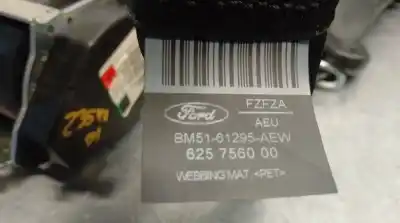 Ford
FZFZA
AEU
BM51-61295-AEW
625 7560 00
WEBBING MAT. <PET>